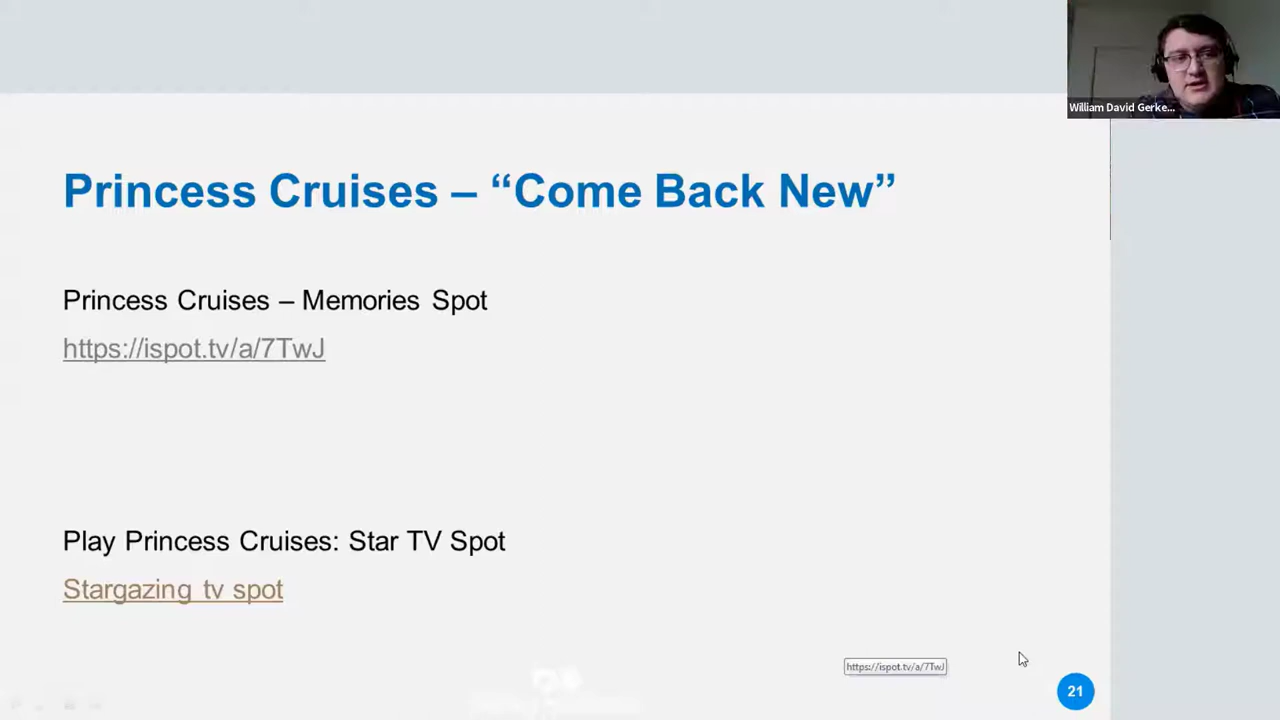 William David Gerke...
Princess Cruises – “Come Back New”
Princess Cruises – Memories Spot
https://ispot.tv/a/7TwJ
Play Princess Cruises: Star TV Spot
Stargazing tv spot
https://ispot.tv/a/7TwJ
21